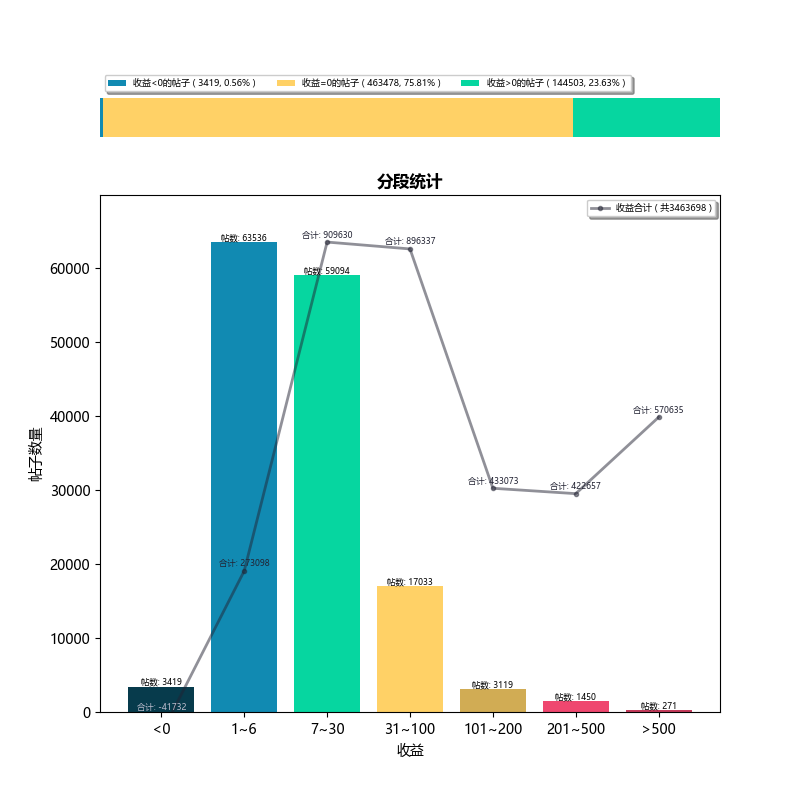 收益<0的帖子 ( 3419, 0.56% ) 收益=0的帖子 ( 463478, 75.81% ) 收益>0的帖子 ( 144503, 23.63% )
分段统计
收益合计 ( 共3463698 )
帖数: 63536
合计: 909630
合计: 896337
帖数: 59094
60000
50000
40000
合计: 570635
帖子数量
30000
合计: 433073
合计: 422657
20000
合计: 273098
帖数: 17033
10000
帖数: 3419
帖数: 3119
帖数: 1450
帖数: 271
合计: -41732
0
<0 1~6 7~30 31~100 101~200 201~500 >500
收益